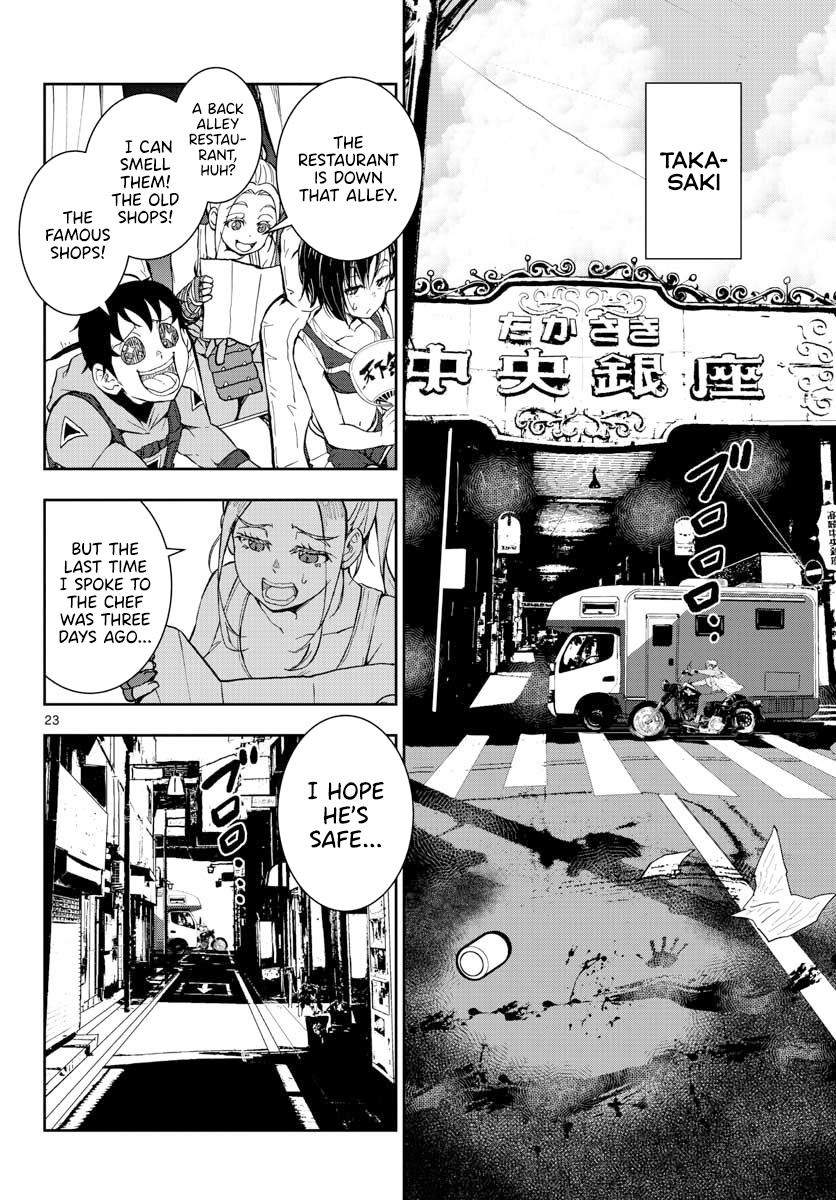 TAKA-
SAKI
たかさき
中央銀座
ブロロロ…
THE
RESTAURANT
IS DOWN
THAT ALLEY.
A BACK
ALLEY
RESTAU-
RANT,
HUH?
I CAN
SMELL
THEM!
THE OLD
SHOPS!
THE
FAMOUS
SHOPS!
BUT THE
LAST TIME
I SPOKE TO
THE CHEF
WAS THREE
DAYS AGO...
23
I HOPE
HE'S
SAFE...
ブロロロ…